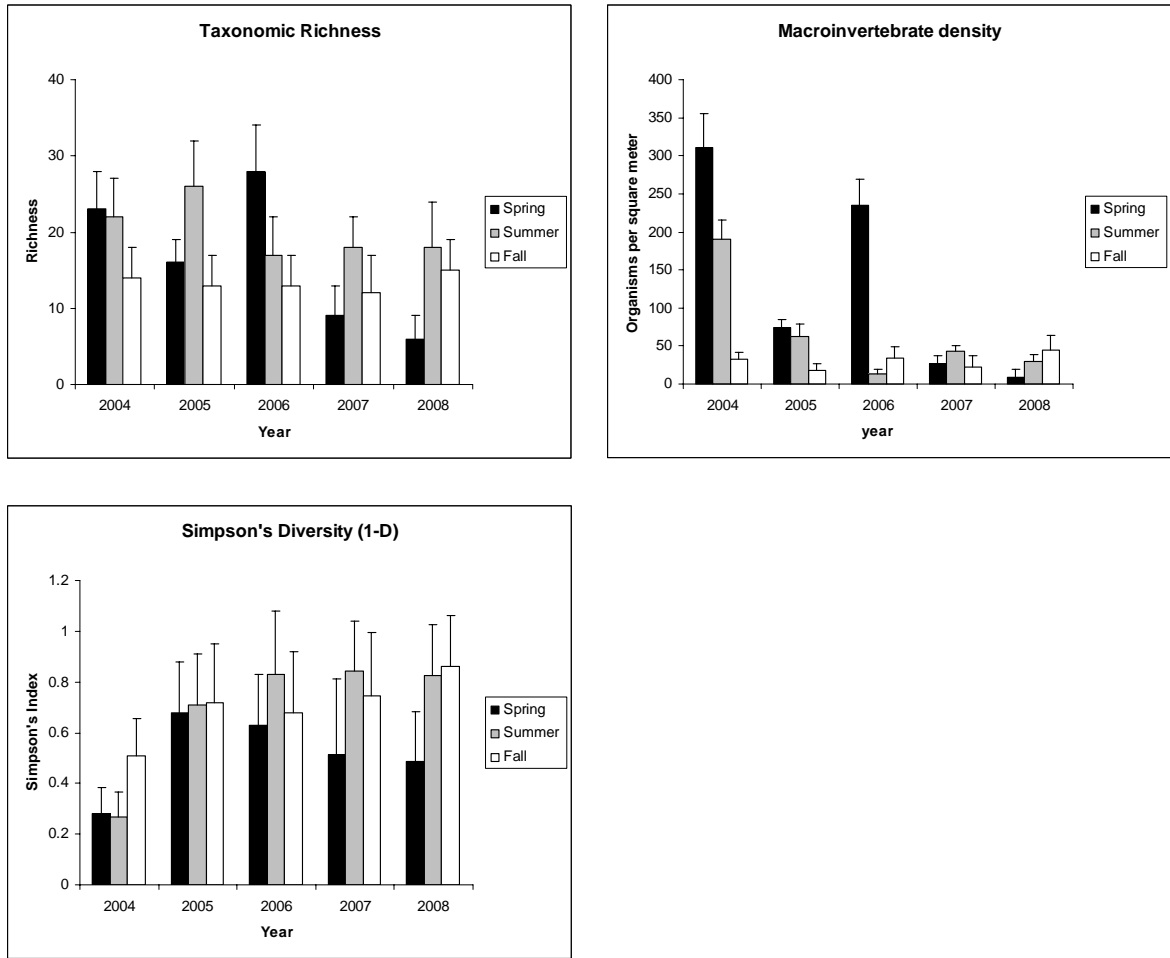 Taxonomic Richness
40
30
20
10
0
Richness
2004 2005 2006 2007 2008
Year
Spring
Summer
Fall
Macroinvertebrate density
400
350
300
250
200
150
100
50
0
Organisms per square meter
2004 2005 2006 2007 2008
year
Spring
Summer
Fall
Simpson's Diversity (1-D)
1.2
1
0.8
0.6
0.4
0.2
0
Simpson's Index
2004 2005 2006 2007 2008
Year
Spring
Summer
Fall